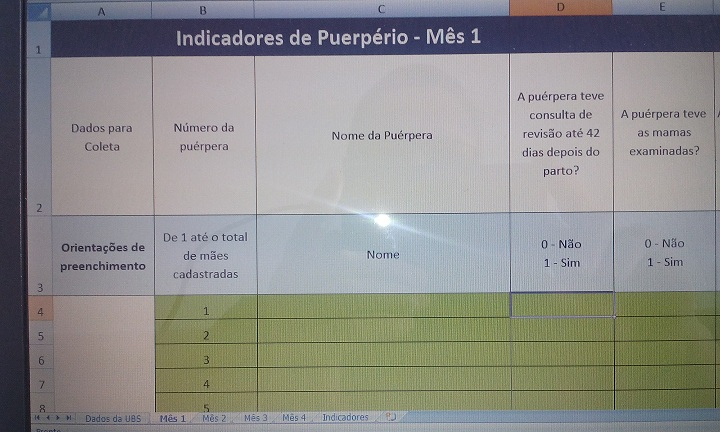 A B C D E
1 Indicadores de Puerpério - Mês 1
2
Dados para
Coleta
Número da
puérpera
Nome da Puérpera
A puérpera teve
consulta de
revisão até 42
dias depois do
parto?
A puérpera teve
as mamas
examinadas?
3
Orientações de
preenchimento
De 1 até o total
de mães
cadastradas
Nome
0 - Não
1 - Sim
0 - Não
1 - Sim
4 1
5 2
6 3
7 4
8 5
Dados da UBS Mês 1 Mês 2 Mês 3 Mês 4 Indicadores
Pronto